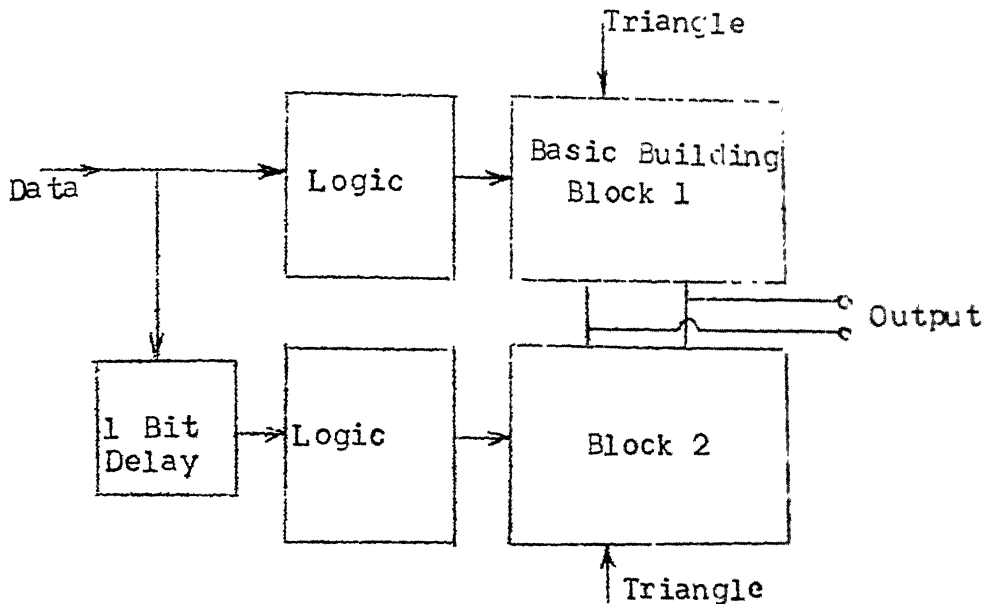 Triangle
Data
Logic
Basic Building
Block 1
Output
1 Bit
Delay
Logic
Block 2
Triangle